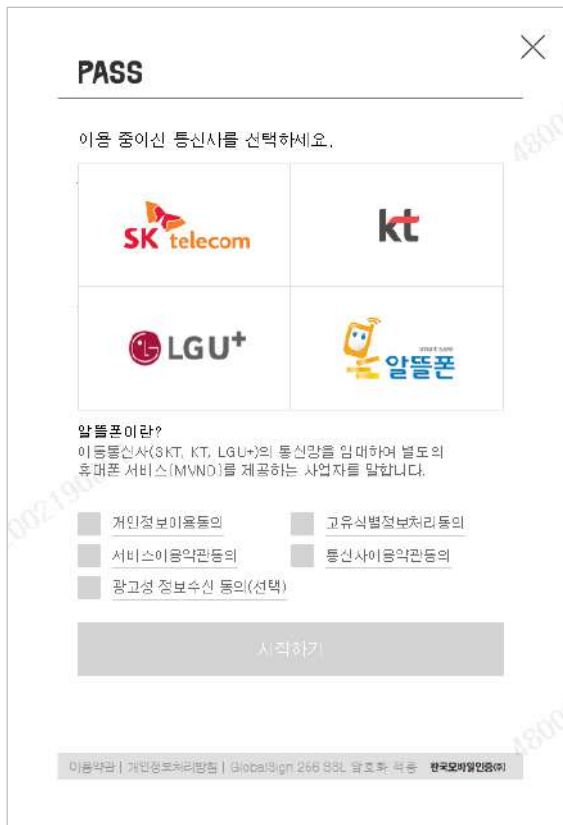 PASS
이용 중이신 통신사를 선택하세요.
SK telecom
kt
LG U+
알뜰폰
알뜰폰이란?
이동통신사(SKT, KT, LGU+)의 통신망을 임대하여 별도의
휴대폰 서비스(MVNO)를 제공하는 사업자를 말합니다.
개인정보이용동의
고유식별정보처리동의
서비스이용약관동의
통신사이용약관동의
광고성 정보수신 동의(선택)
시작하기
이용약관 | 개인정보처리방침 | GlobalSign 256 SSL 암호화 적용 한국모바일인증(주)